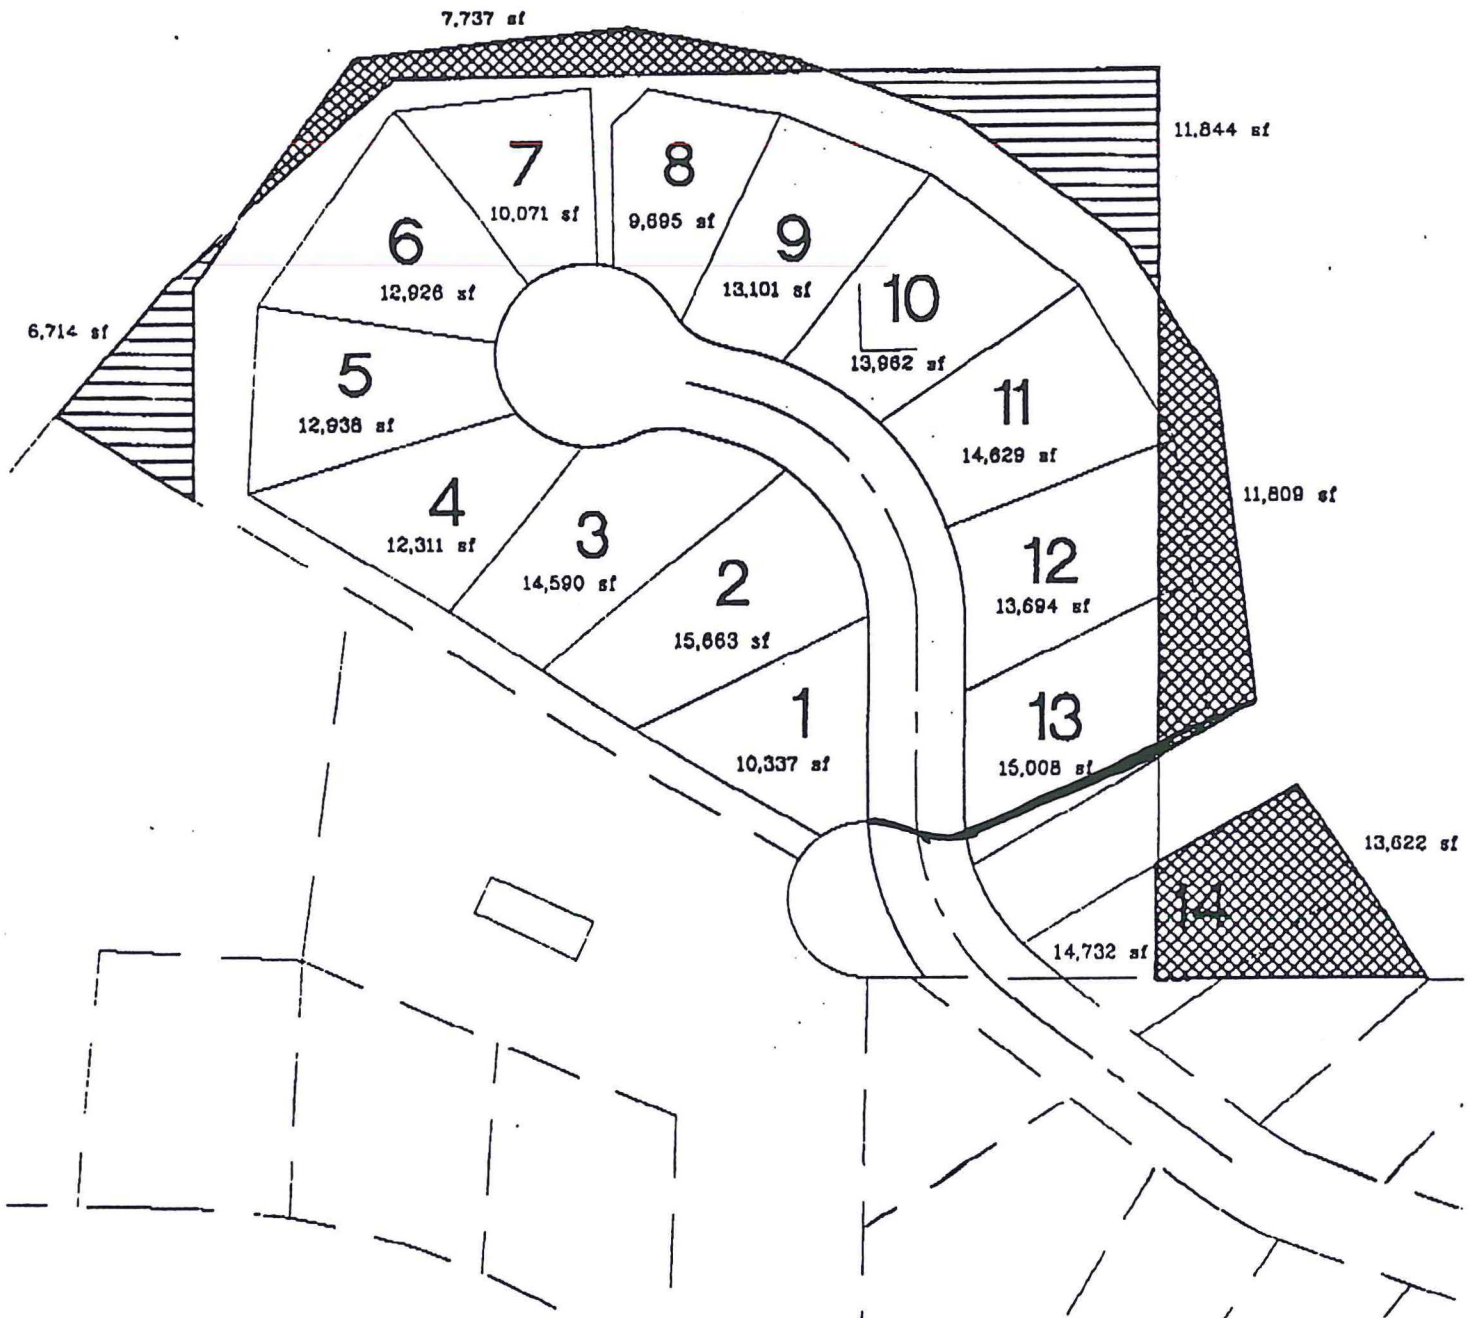 7,737 sf
11,844 sf
7
10,071 sf
8
9,695 sf
6
12,926 sf
9
13,101 sf
10
13,962 sf
6,714 sf
5
12,938 sf
11
14,629 sf
4
12,311 sf
3
14,590 sf
11,809 sf
2
15,663 sf
12
13,694 sf
1
10,337 sf
13
15,008 sf
13,622 sf
14
14,732 sf